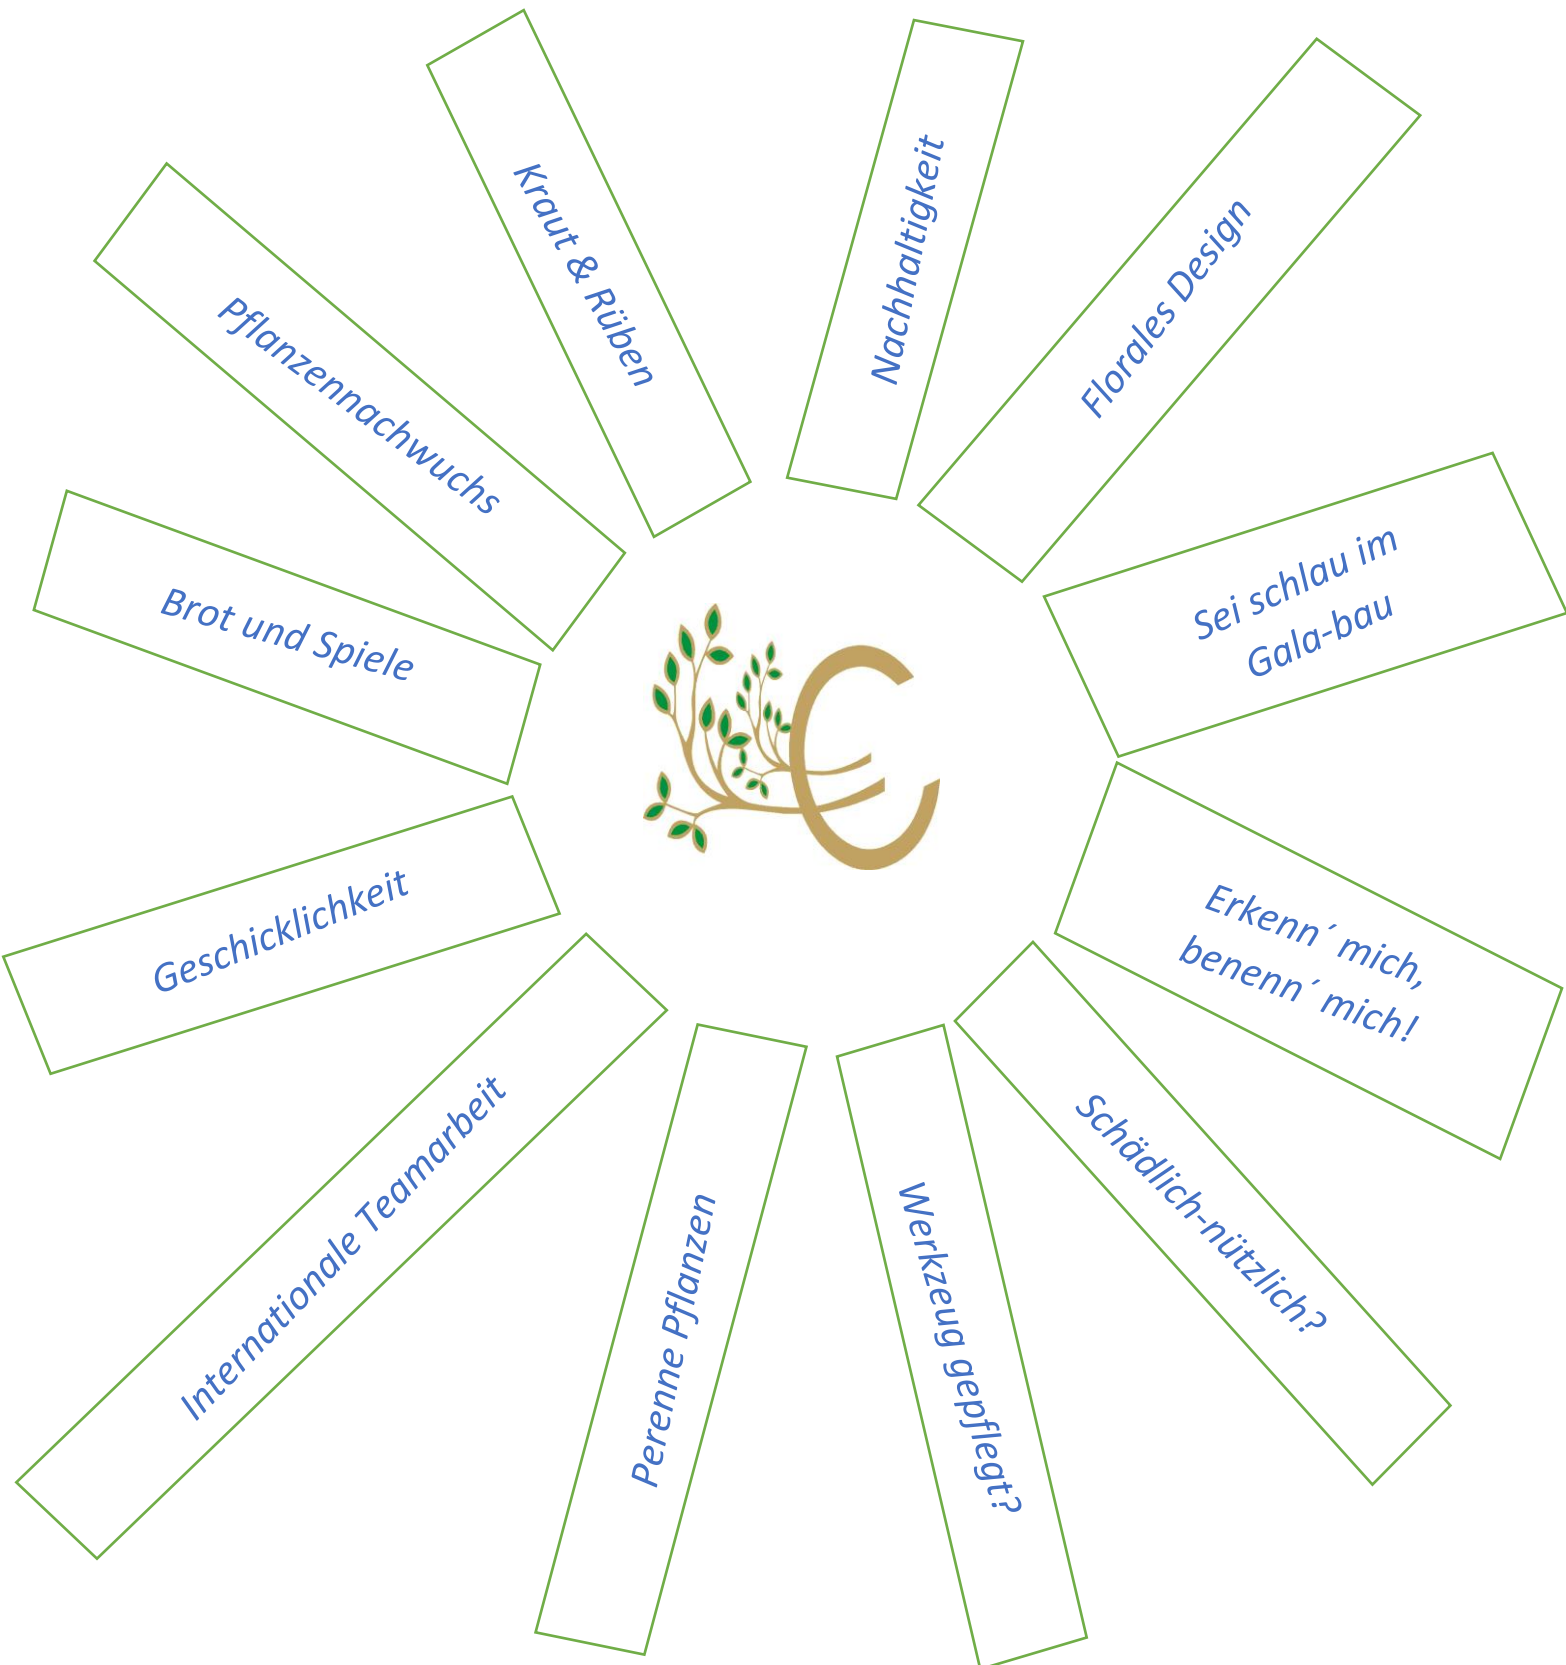 Kraut & Rüben
Nachhaltigkeit
Florales Design
Sei schlau im
Gala-bau
Erkenn´ mich,
benenn´ mich!
Schädlich-nützlich?
Werkzeug gepflegt?
Perenne Pflanzen
Internationale Teamarbeit
Geschicklichkeit
Brot und Spiele
Pflanzennachwuchs